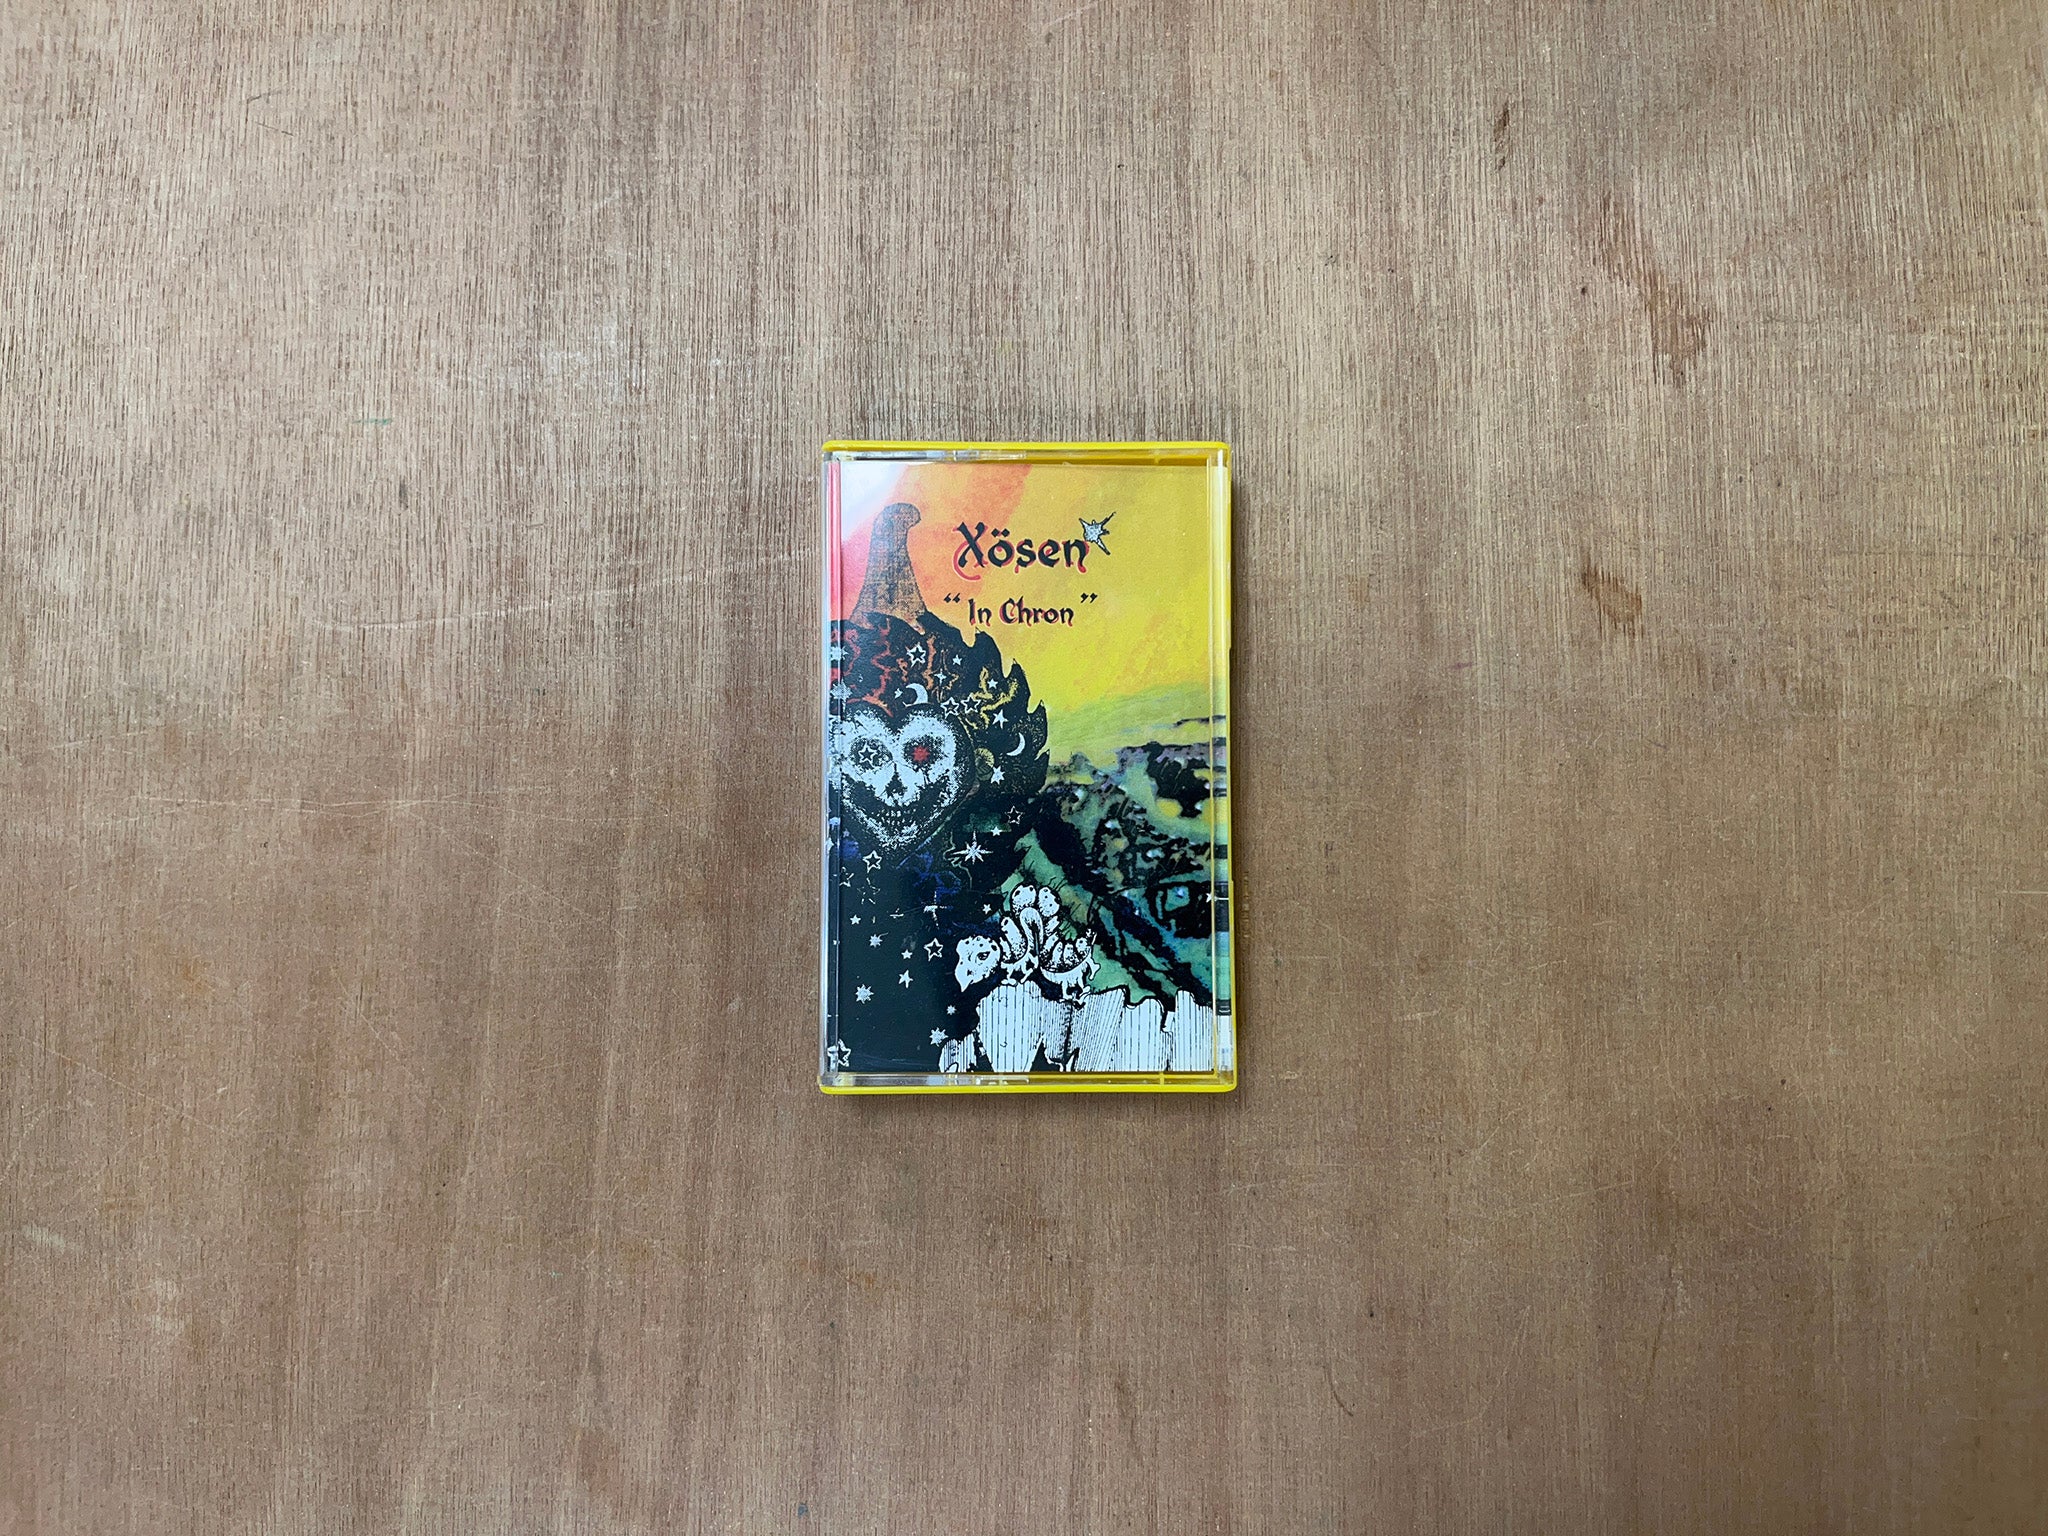 Xösen
“In Chron”